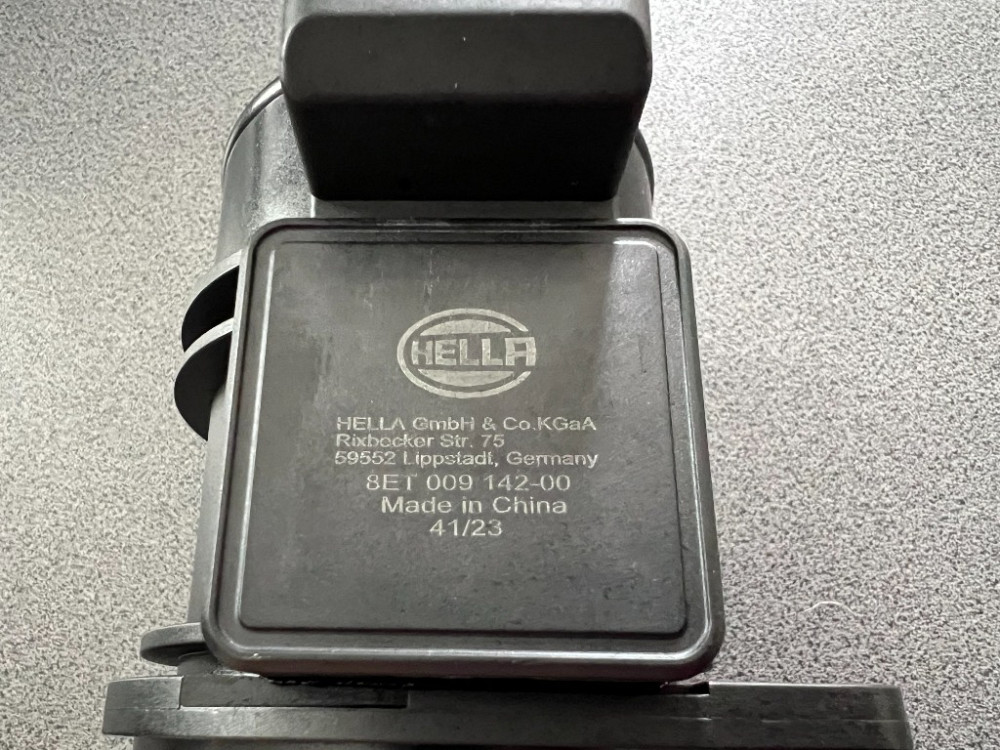 HELLA
HELLA GmbH & Co.KGaA
Rixbecker Str. 75
59552 Lippstadt, Germany
8ET 009 142-00
Made in China
41/23